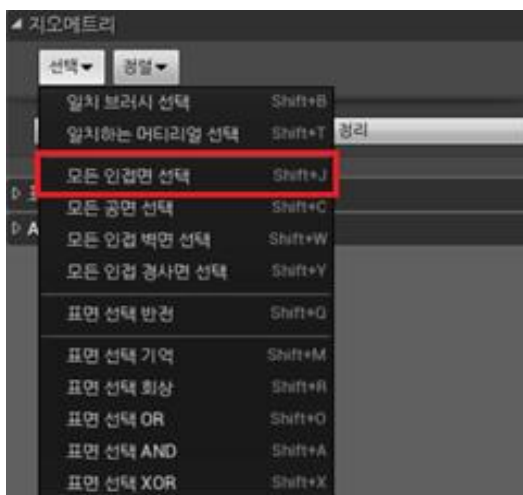 지오메트리
선택 정렬
일치 브러시 선택 Shift+B
일치하는 머티리얼 선택 Shift+T 정리
모든 인접면 선택 Shift+J
모든 공면 선택 Shift+C
A 모든 인접 벽면 선택 Shift+W
모든 인접 경사면 선택 Shift+Y
표면 선택 반전 Shift+Q
표면 선택 기억 Shift+M
표면 선택 회상 Shift+R
표면 선택 OR Shift+O
표면 선택 AND Shift+A
표면 선택 XOR Shift+X